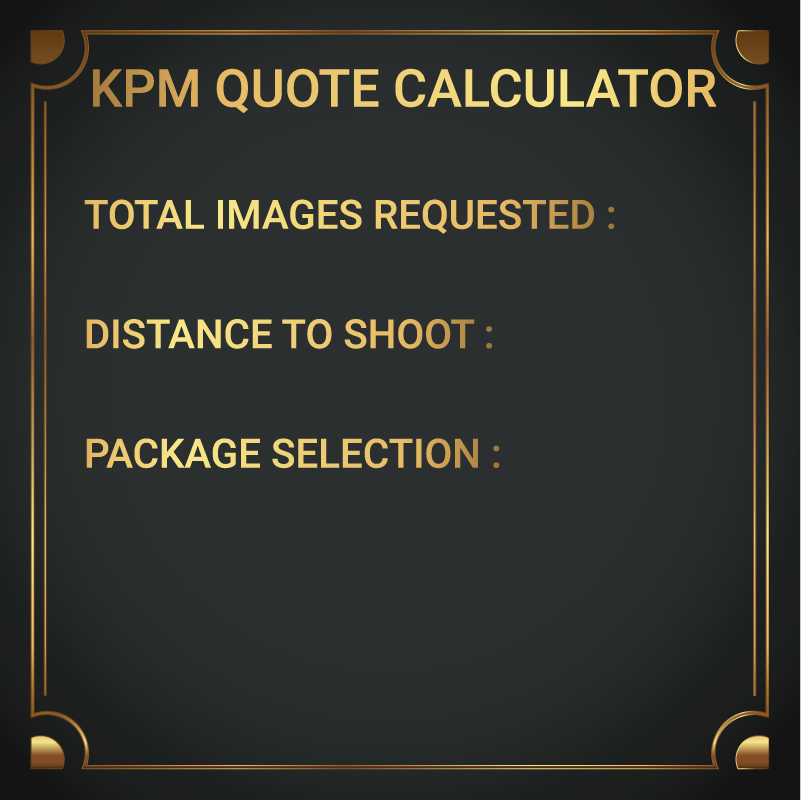 KPM QUOTE CALCULATOR
TOTAL IMAGES REQUESTED :
DISTANCE TO SHOOT :
PACKAGE SELECTION :